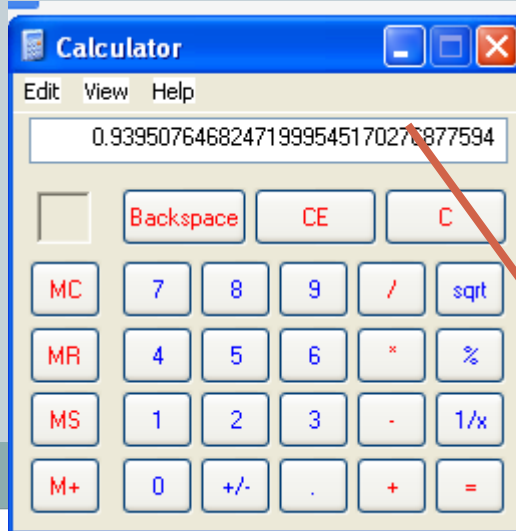 Calculator
Edit View Help
0.93950764682471999545170276877594
Backspace CE C
MC 7 8 9 / sqrt
MR 4 5 6 * %
MS 1 2 3 - 1/x
M+ 0 +/- . + =